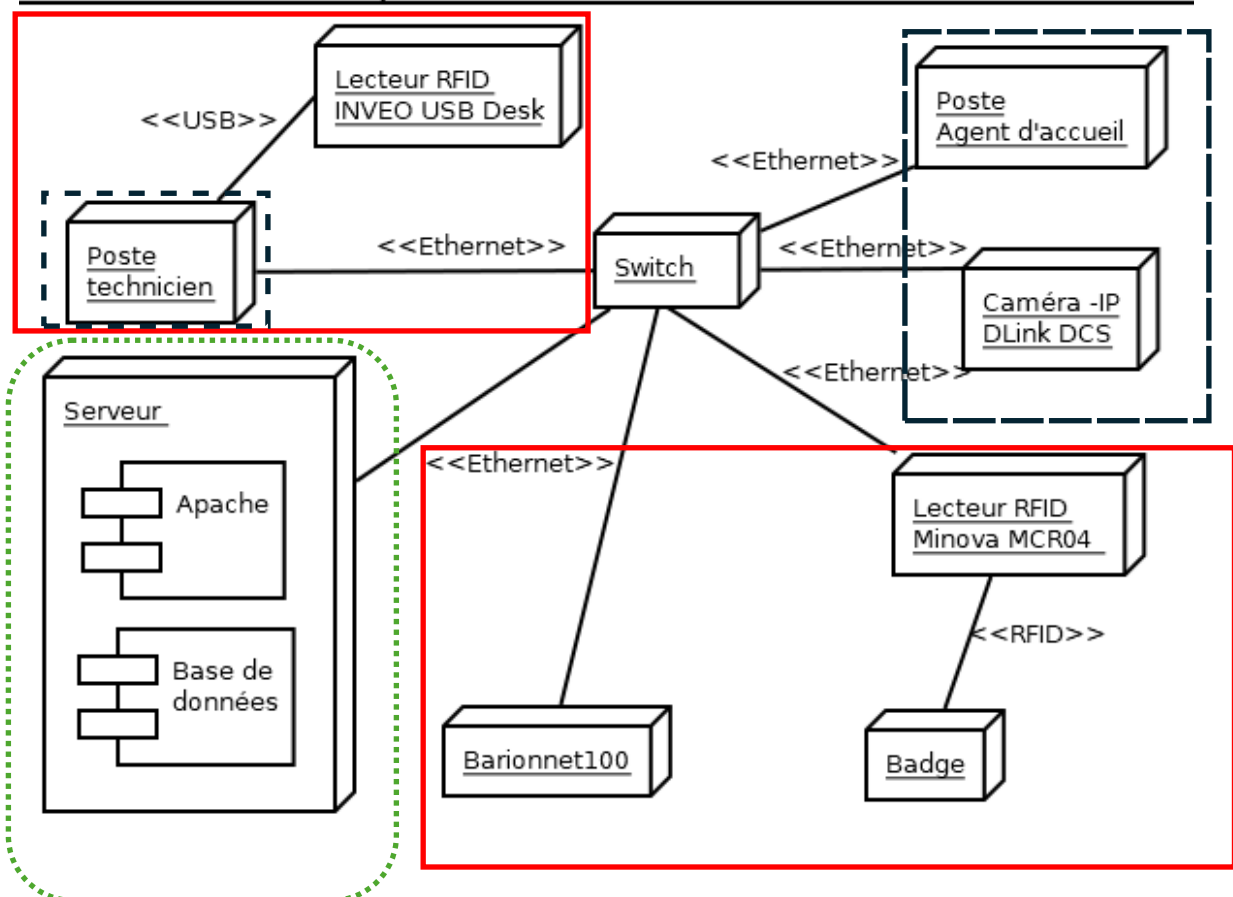 Lecteur RFID
INVEO USB Desk
<<USB>>
Poste
Agent d'accueil
<<Ethernet>>
<<Ethernet>>
<<Ethernet>>
Poste
technicien
Switch
Caméra -IP
DLink DCS
<<Ethernet>>
Serveur
<<Ethernet>>
Apache
Lecteur RFID
Minova MCR04
<<RFID>>
Base de
données
Barionnet100
Badge